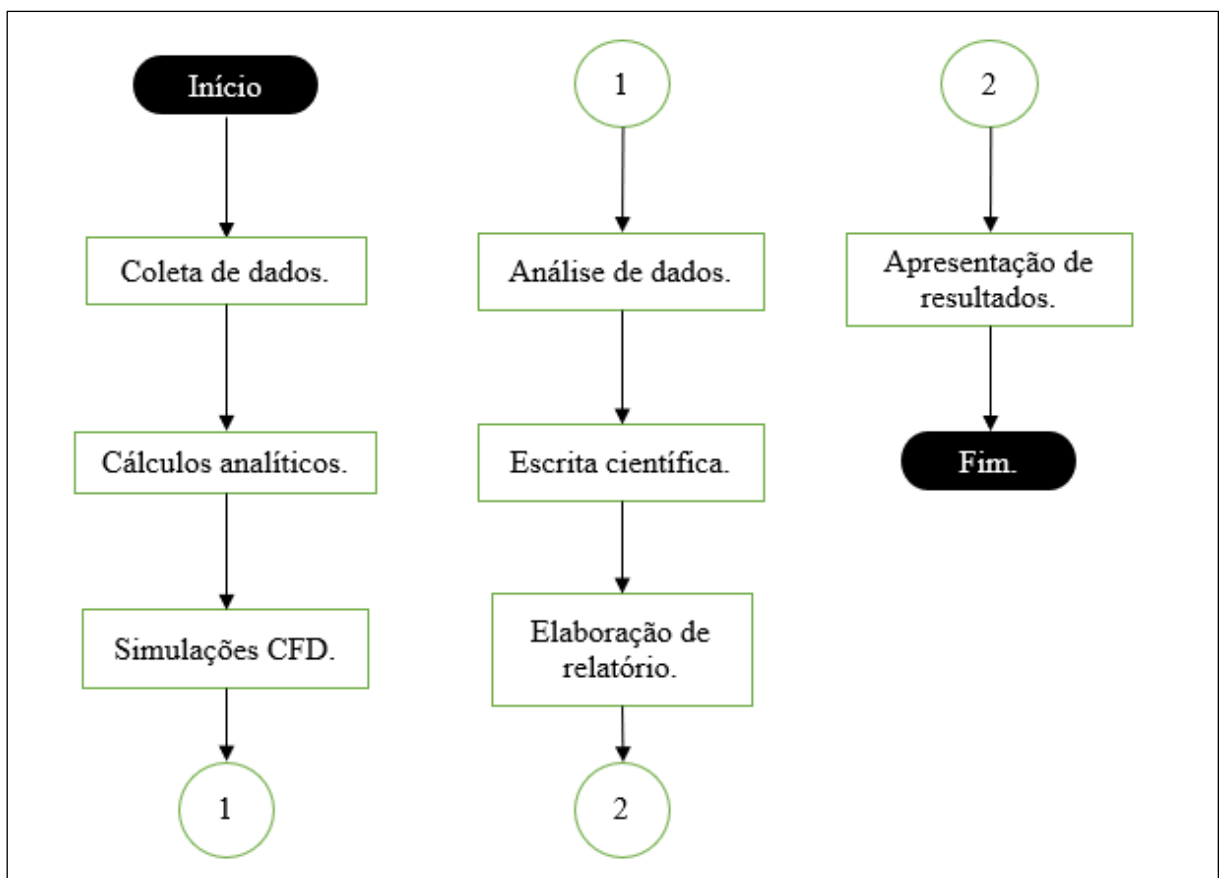 Início
Coleta de dados.
Cálculos analíticos.
Simulações CFD.
1
1
Análise de dados.
Escrita científica.
Elaboração de
relatório.
2
2
Apresentação de
resultados.
Fim.